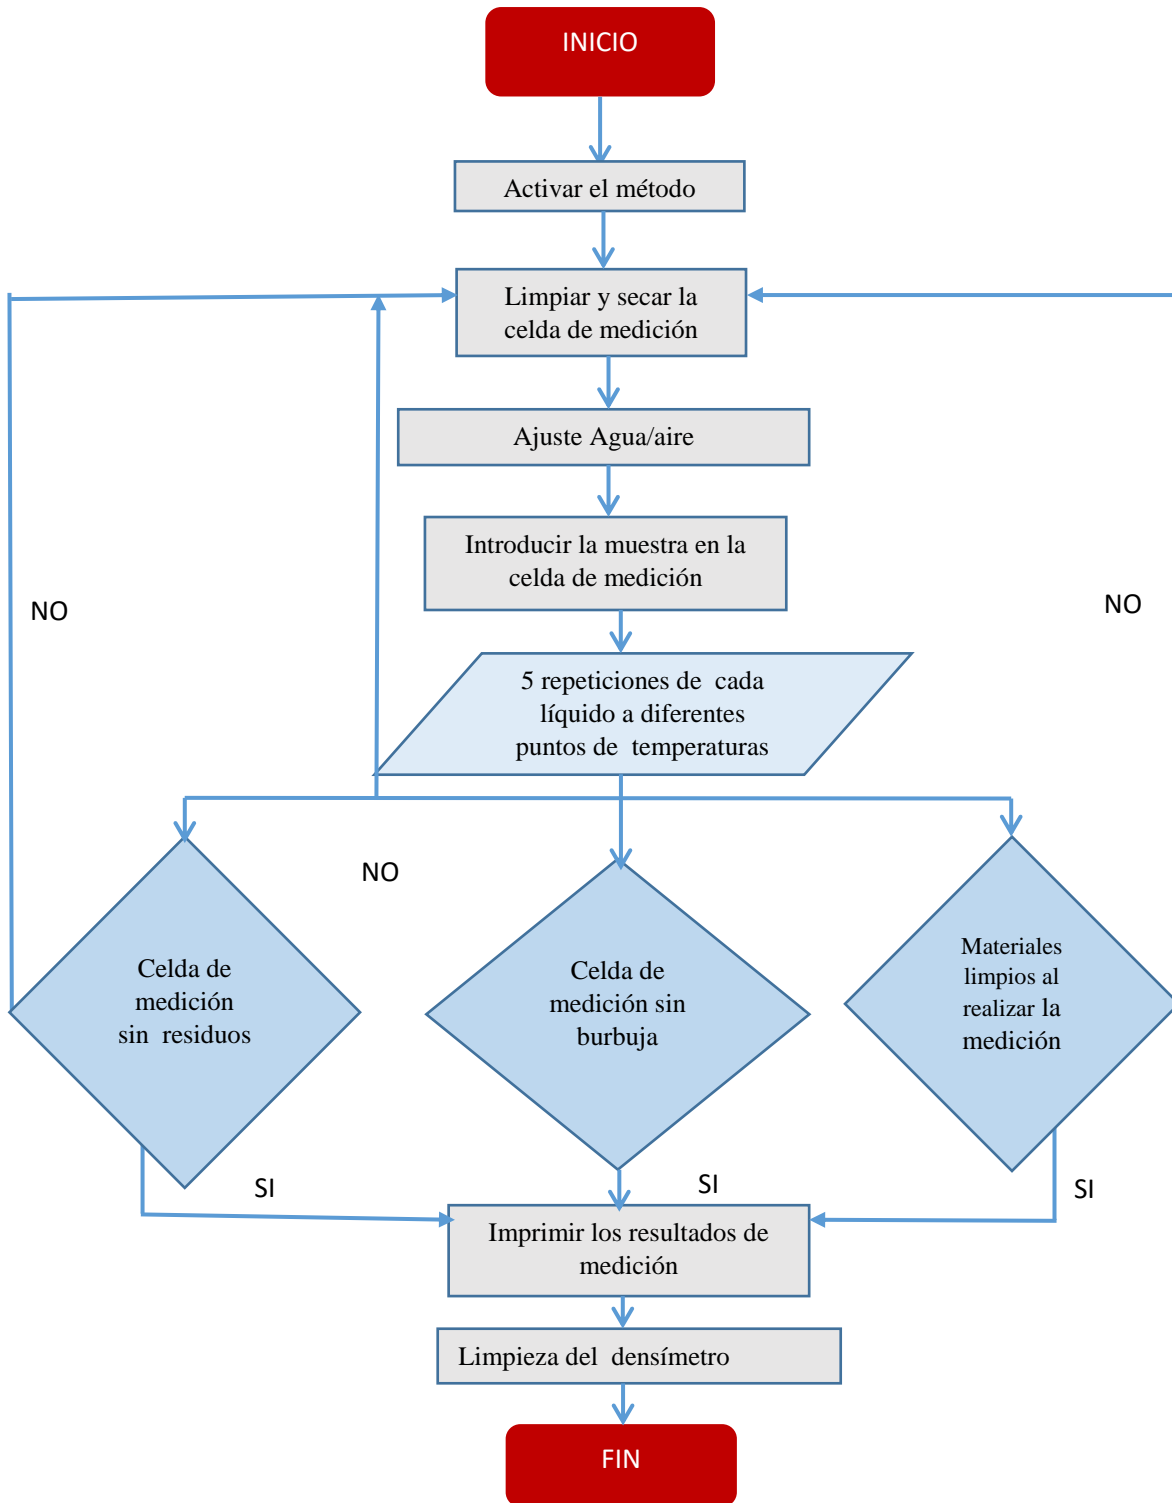 INICIO
Activar el método
Limpiar y secar la
celda de medición
Ajuste Agua/aire
Introducir la muestra en la
celda de medición
NO
NO
5 repeticiones de cada
líquido a diferentes
puntos de temperaturas
NO
Celda de
medición
sin residuos
Celda de
medición sin
burbuja
Materiales
limpios al
realizar la
medición
SI
SI
SI
Imprimir los resultados de
medición
Limpieza del densímetro
FIN